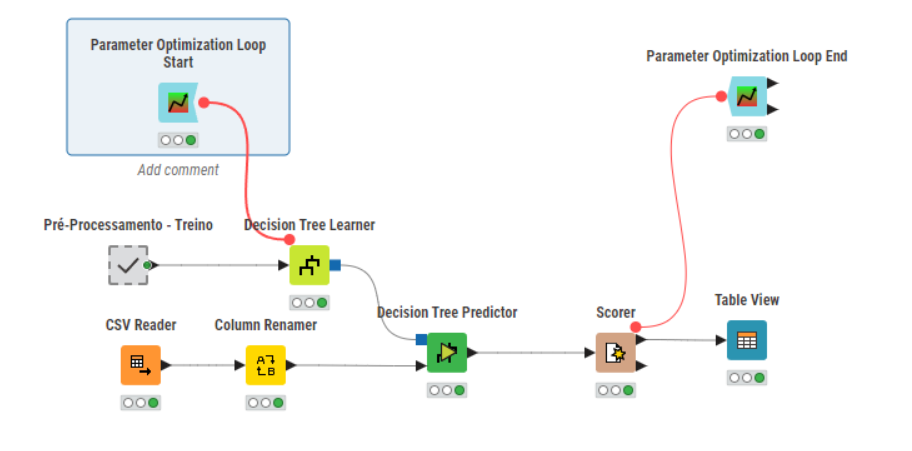 Parameter Optimization Loop
Start
Parameter Optimization Loop End
Add comment
Pré-Processamento - Treino
Decision Tree Learner
CSV Reader
Column Renamer
Decision Tree Predictor
Scorer
Table View
A
B